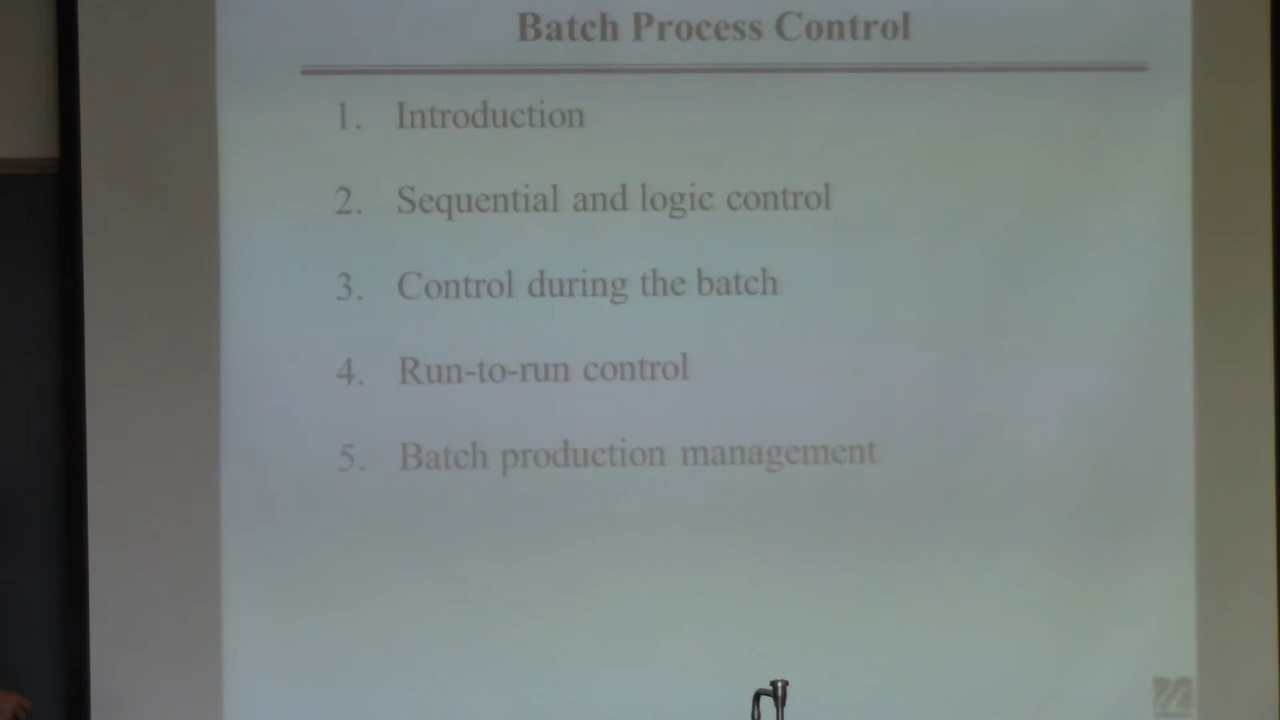 Batch Process Control
1. Introduction
2. Sequential and logic control
3. Control during the batch
4. Run-to-run control
5. Batch production management